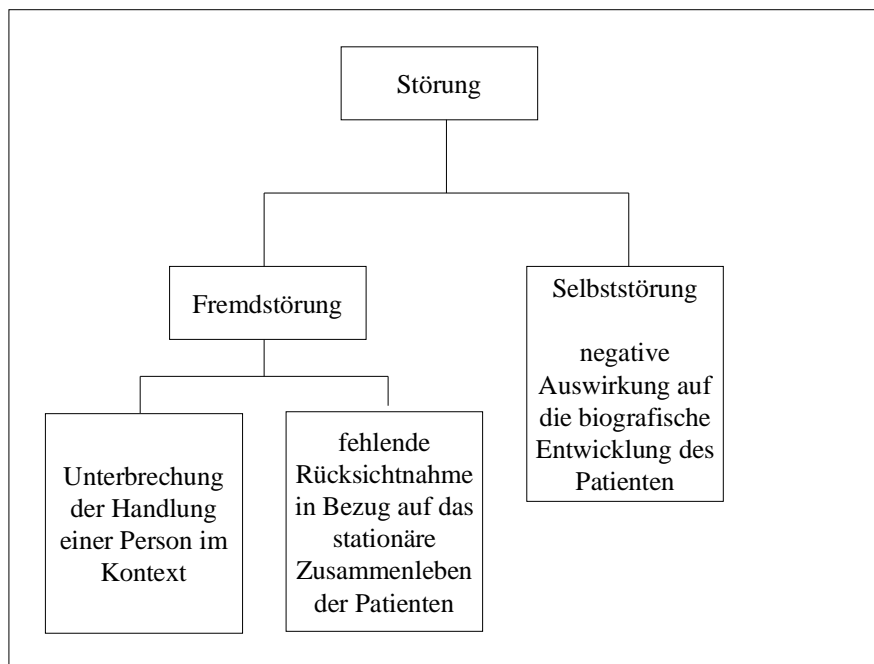 Störung
Fremdstörung
Selbststörung
negative
Auswirkung auf
die biografische
Entwicklung des
Patienten
Unterbrechung
der Handlung
einer Person im
Kontext
fehlende
Rücksichtnahme
in Bezug auf das
stationäre
Zusammenleben
der Patienten